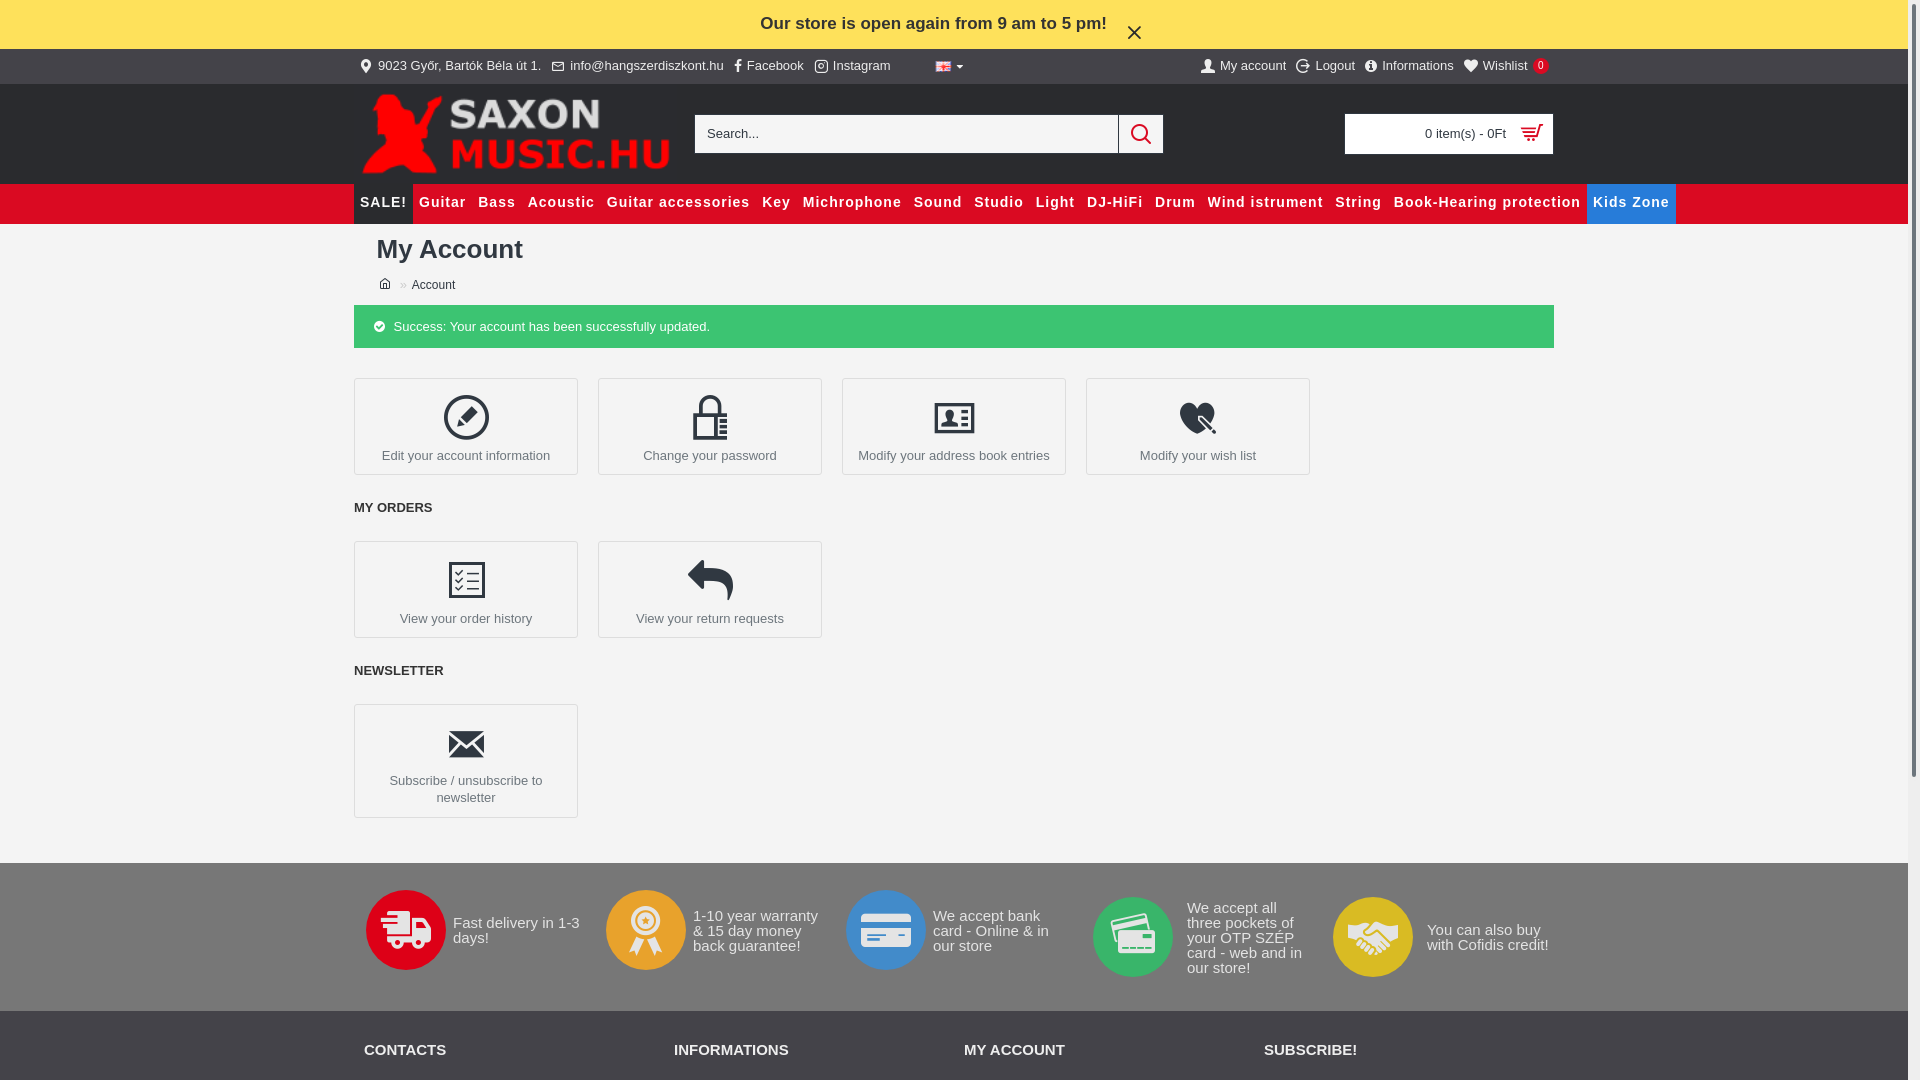 Our store is open again from 9 am to 5 pm!
9023 Győr, Bartók Béla út 1. info@hangszerdiszkont.hu Facebook Instagram My account Logout Informations Wishlist 0
SAXON
MUSIC.HU
Search...
0 item(s) - 0Ft
SALE! Guitar Bass Acoustic Guitar accessories Key Michrophone Sound Studio Light DJ-HiFi Drum Wind istrument String Book-Hearing protection Kids Zone
My Account
» Account
Success: Your account has been successfully updated.
Edit your account information
Change your password
Modify your address book entries
Modify your wish list
MY ORDERS
View your order history
View your return requests
NEWSLETTER
Subscribe / unsubscribe to
newsletter
Fast delivery in 1-3
days!
1-10 year warranty
& 15 day money
back guarantee!
We accept bank
card - Online & in
our store
We accept all
three pockets of
your OTP SZÉP
card - web and in
our store!
You can also buy
with Cofidis credit!
CONTACTS
INFORMATIONS
MY ACCOUNT
SUBSCRIBE!